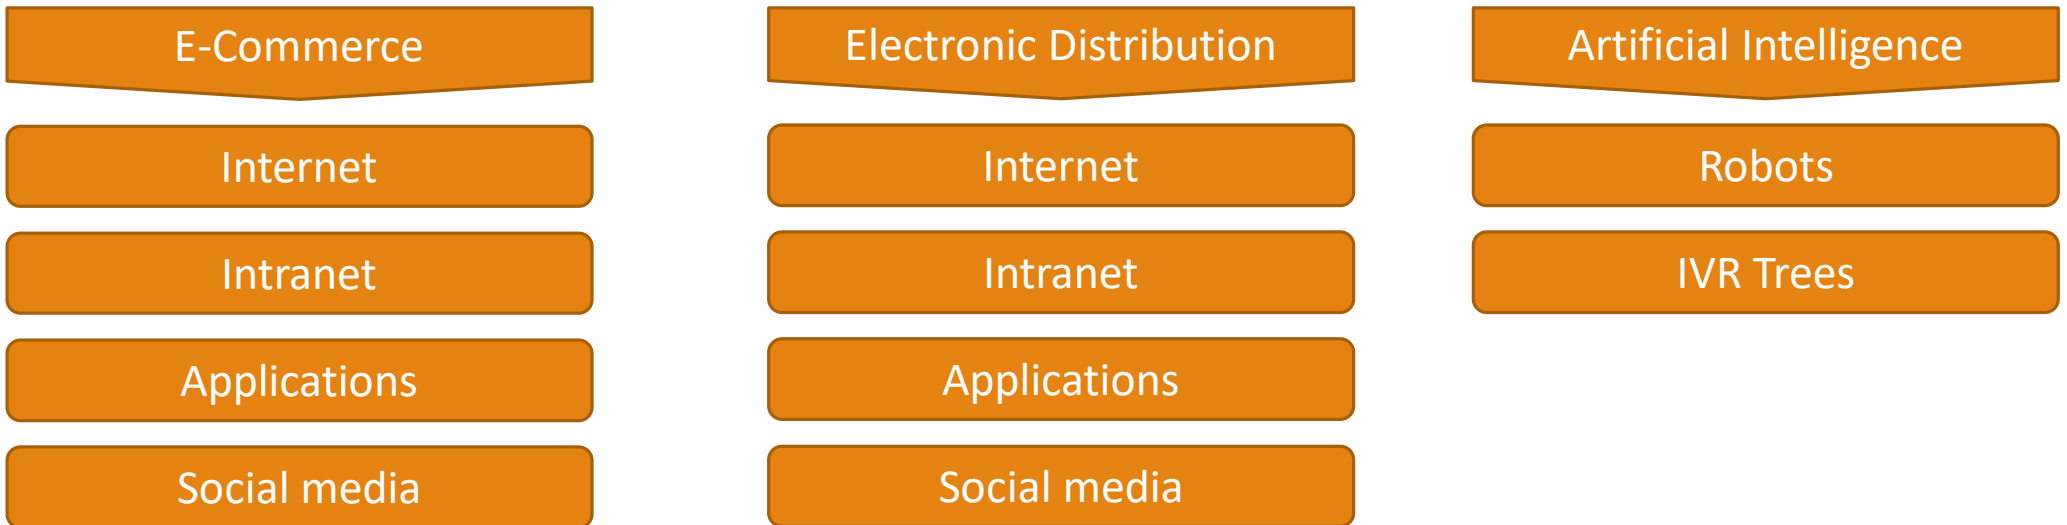 E-Commerce
Internet
Intranet
Applications
Social media
Electronic Distribution
Internet
Intranet
Applications
Social media
Artificial Intelligence
Robots
IVR Trees